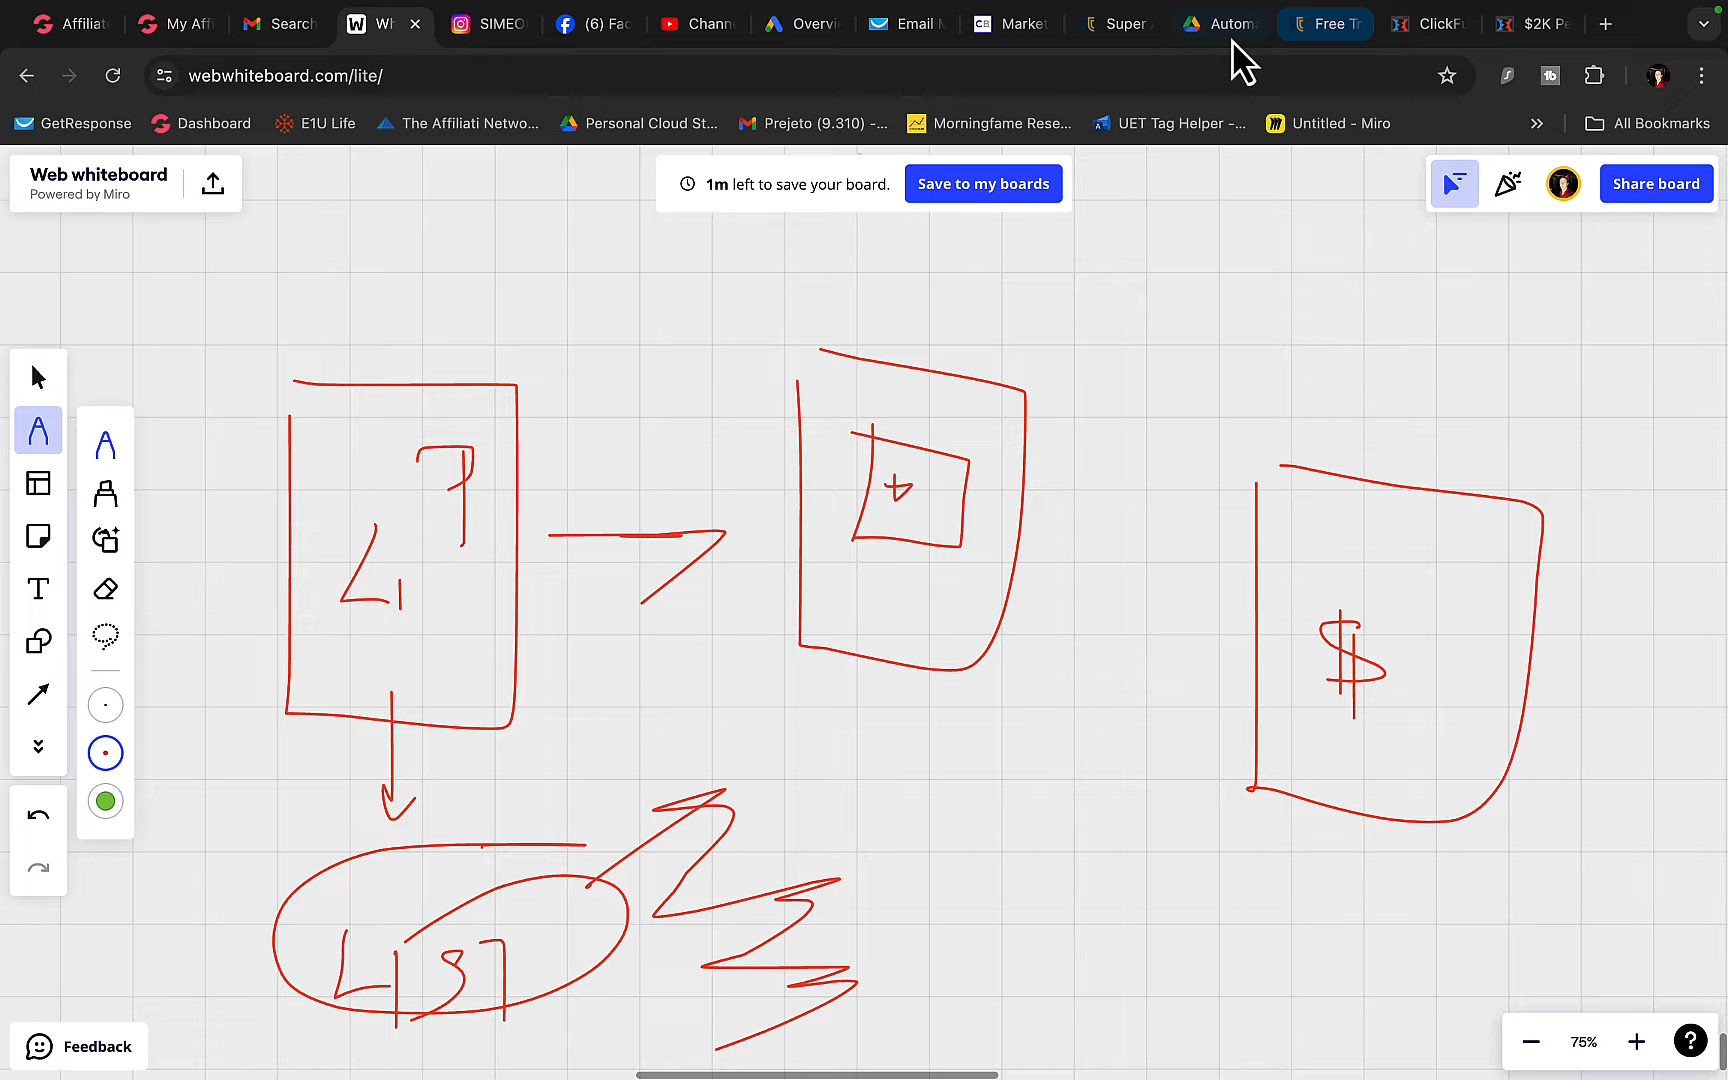 Affiliate
My Affi
Search
Wh
SIMEO
(6) Fac
Chann
Overvi
Email M
Market
Super
Autom
Free Tr
ClickFu
$2K Pe
webwhiteboard.com/lite/
GetResponse
Dashboard
E1U Life
The Affiliati Netwo...
Personal Cloud St...
Prejeto (9.310) -...
Morningfame Rese...
UET Tag Helper -...
Untitled - Miro
All Bookmarks
Web whiteboard
Powered by Miro
1m left to save your board.
Save to my boards
Share board
$
Feedback
75%